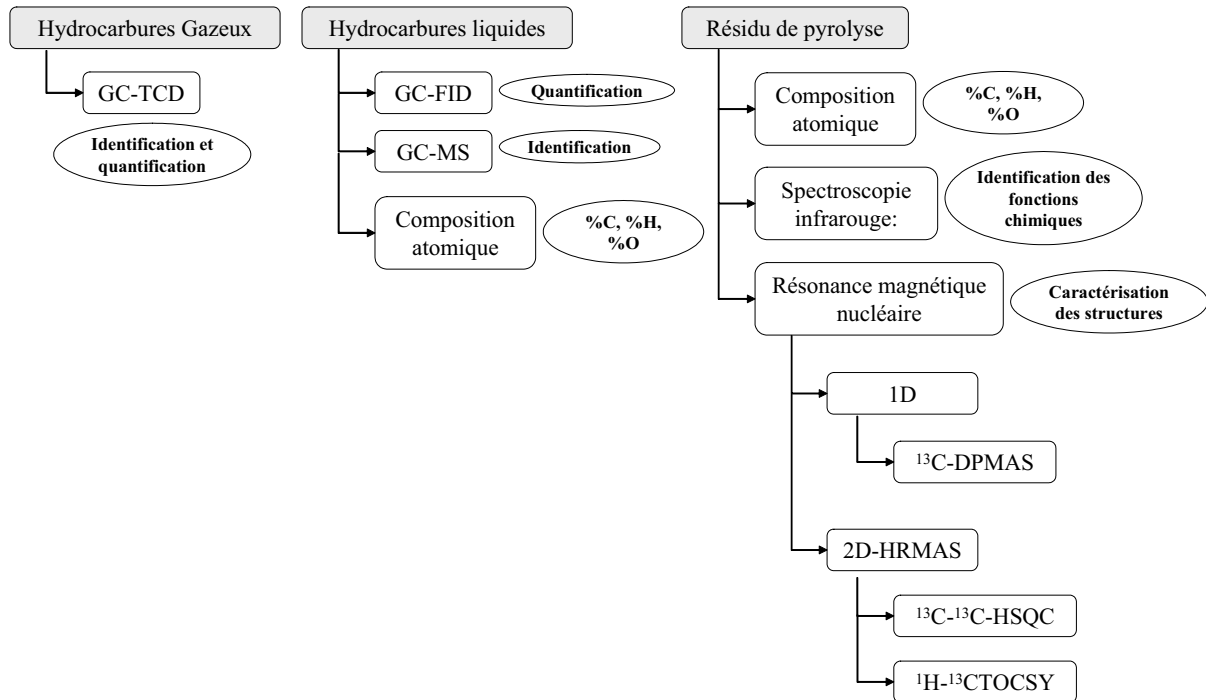 Hydrocarbures Gazeux
GC-TCD
Identification et
quantification
Hydrocarbures liquides
GC-FID
Quantification
GC-MS
Identification
Composition
atomique
%C, %H,
%O
Résidu de pyrolyse
Composition
atomique
%C, %H,
%O
Spectroscopie
infrarouge:
Identification des
fonctions
chimiques
Résonance magnétique
nucléaire
Caractérisation
des structures
1D
¹³C-DPMAS
2D-HRMAS
¹³C-¹³C-HSQC
¹H-¹³CTOCSY